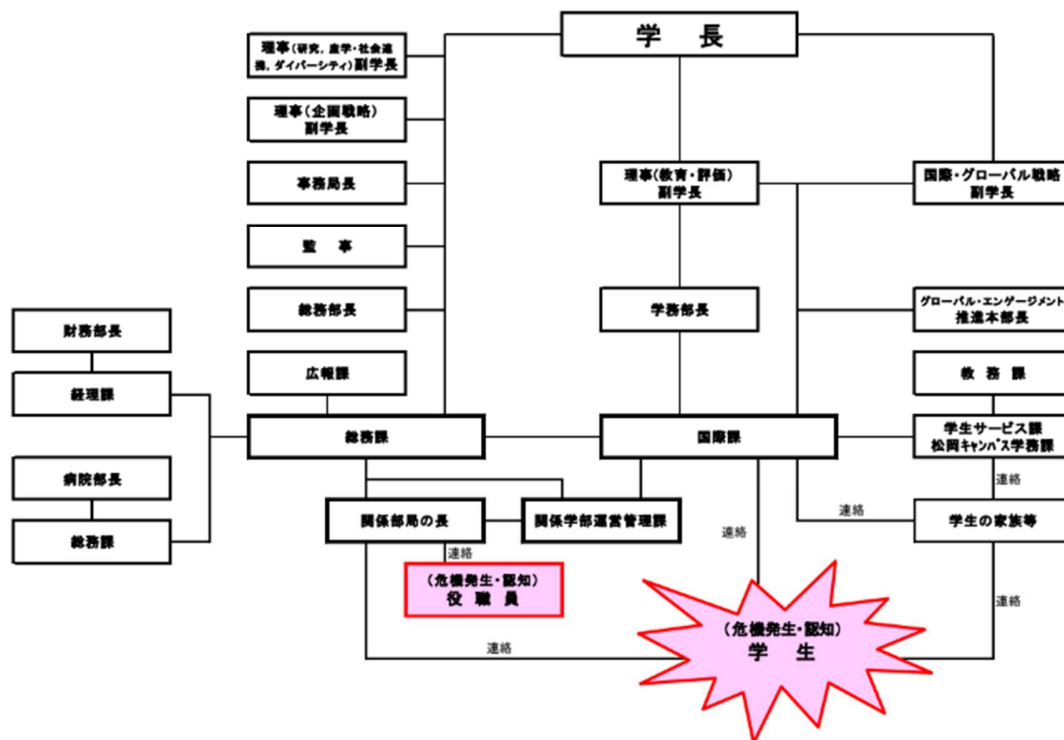 学　長
理事（研究，産学・社会連
携，ダイバーシティ）副学長
理事（企画戦略）
副学長
事務局長
理事（教育・評価）
副学長
国際・グローバル戦略
副学長
監　事
総務部長
学務部長
グローバル・エンゲージメント
推進本部長
財務部長
広報課
教　務　課
経理課
総務課
国際課
学生サービス課
松岡ｷｬﾝﾊﾟｽ学務課
病院部長
連絡
総務課
関係部局の長
関係学部運営管理課
連絡
連絡
学生の家族等
連絡
（危機発生・認知）
役　職　員
連絡
（危機発生・認知）
学　生
連絡